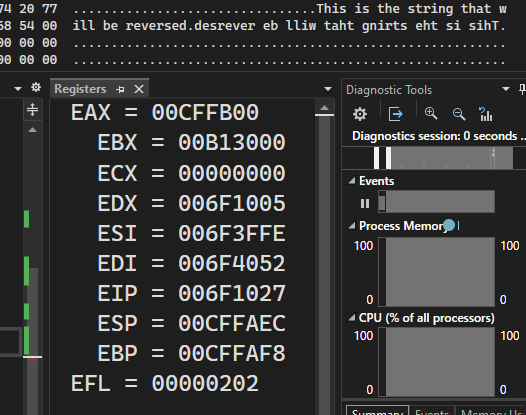 74 20 77 ..................................This is the string that w
68 54 00 ill be reversed.desrever eb lliw taht gnirts eht si sihT.
00 00 00
00 00 00
Registers
EAX = 00CFFB00
EBX = 00B13000
ECX = 00000000
EDX = 006F1005
ESI = 006F3FFE
EDI = 006F4052
EIP = 006F1027
ESP = 00CFFAEC
EBP = 00CFFAF8
EFL = 00000202
Diagnostic Tools
Diagnostics session: 0 seconds ...
Events
Process Memory
100 100
0 0
CPU (% of all processors)
100 100
0 0
Summary Events Memory Us